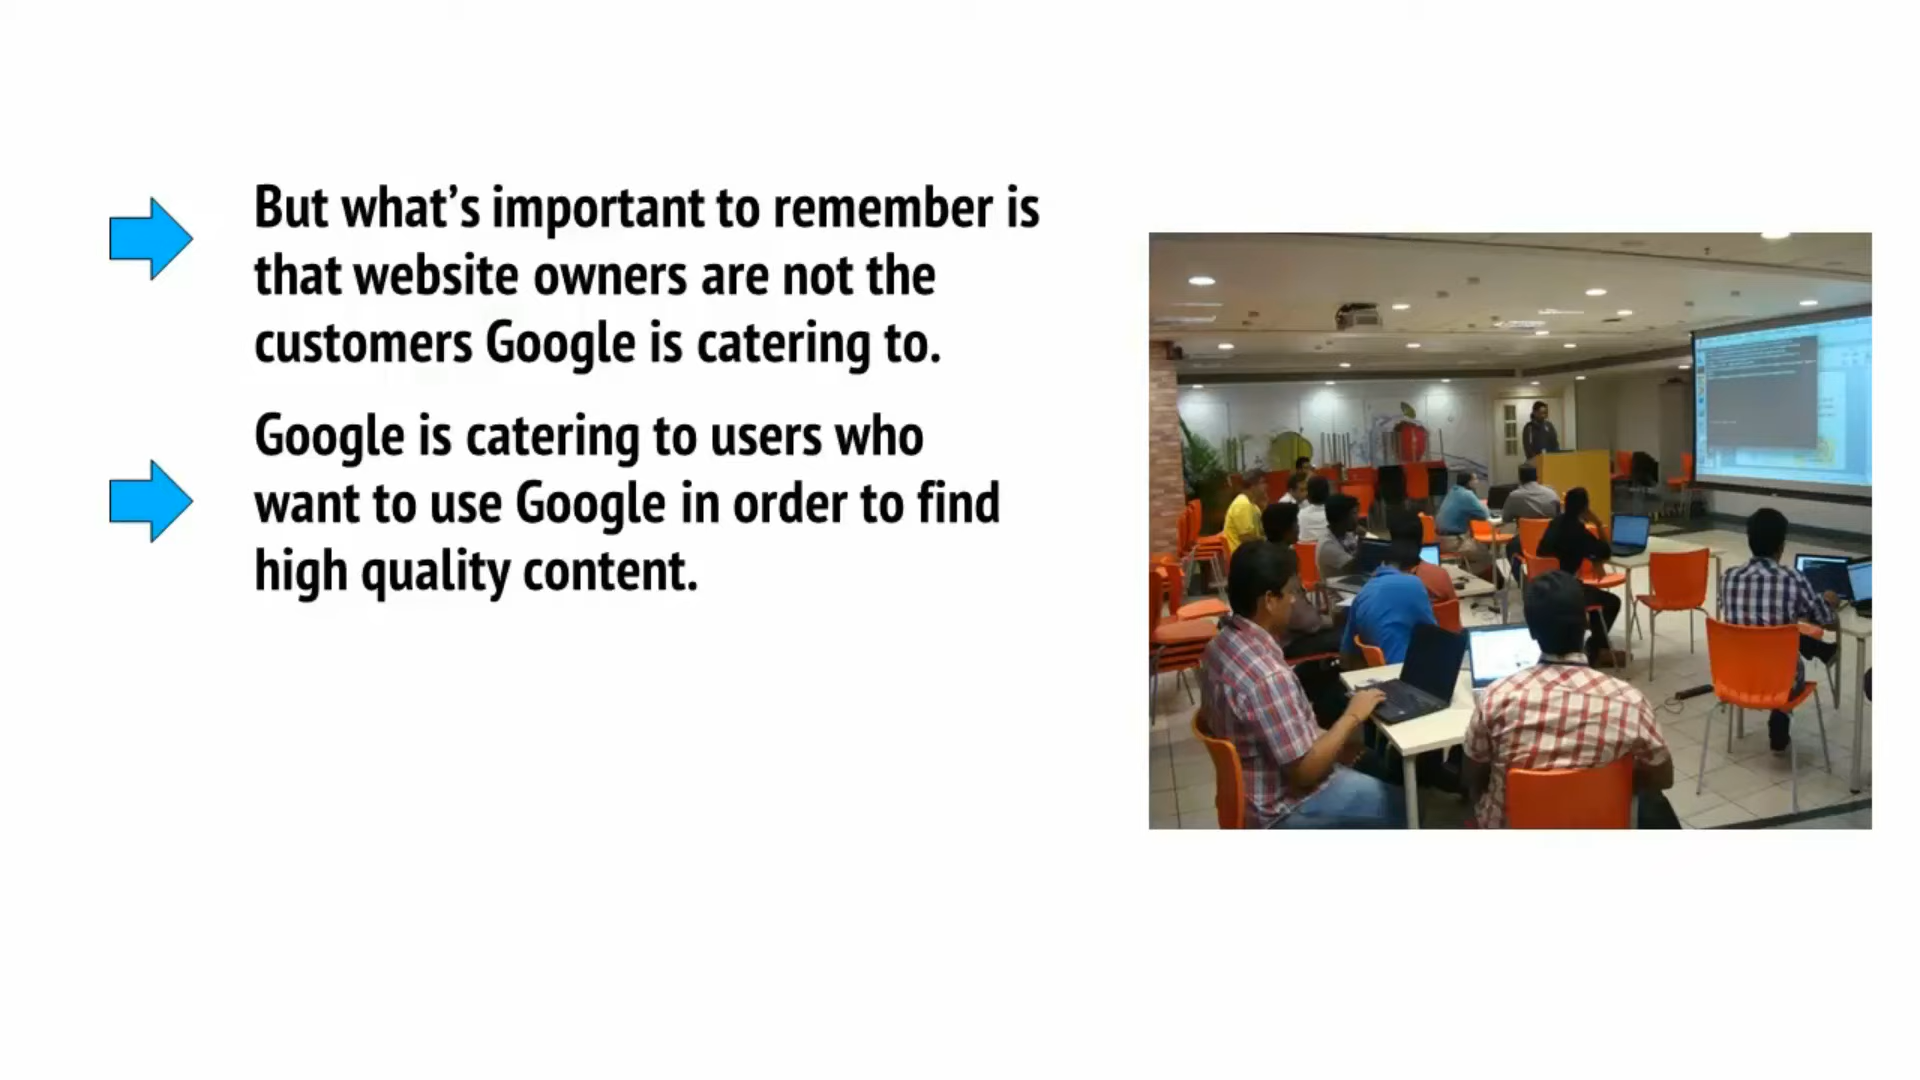 But what’s important to remember is
that website owners are not the
customers Google is catering to.
Google is catering to users who
want to use Google in order to find
high quality content.